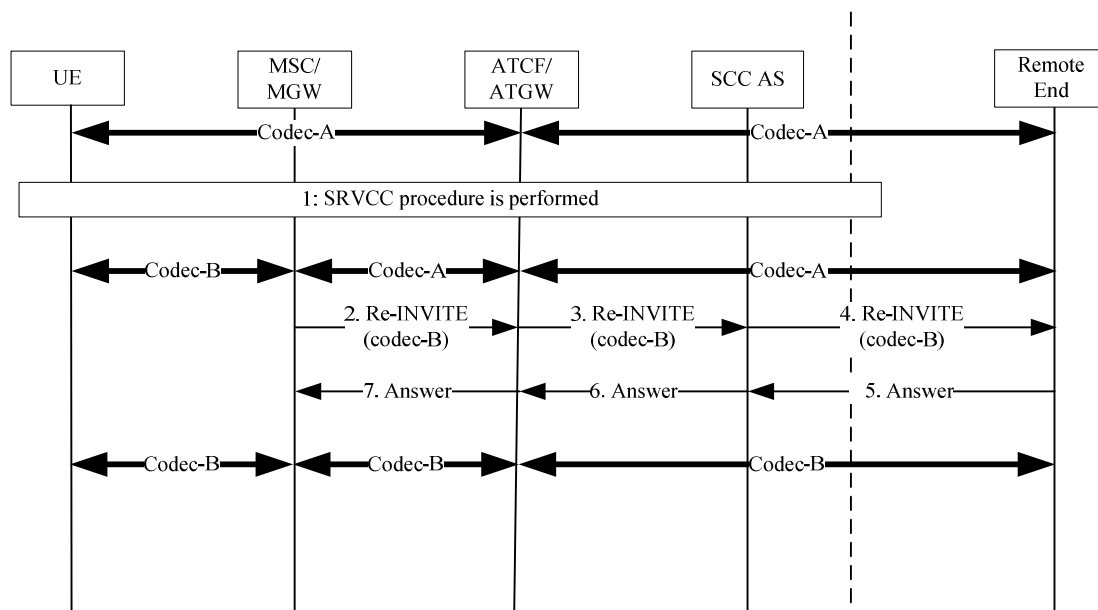 UE
MSC/
MGW
ATCF/
ATGW
SCC AS
Remote
End
Codec-A
Codec-A
1: SRVCC procedure is performed
Codec-B
Codec-A
Codec-A
2. Re-INVITE
(codec-B)
3. Re-INVITE
(codec-B)
4. Re-INVITE
(codec-B)
7. Answer
6. Answer
5. Answer
Codec-B
Codec-B
Codec-B